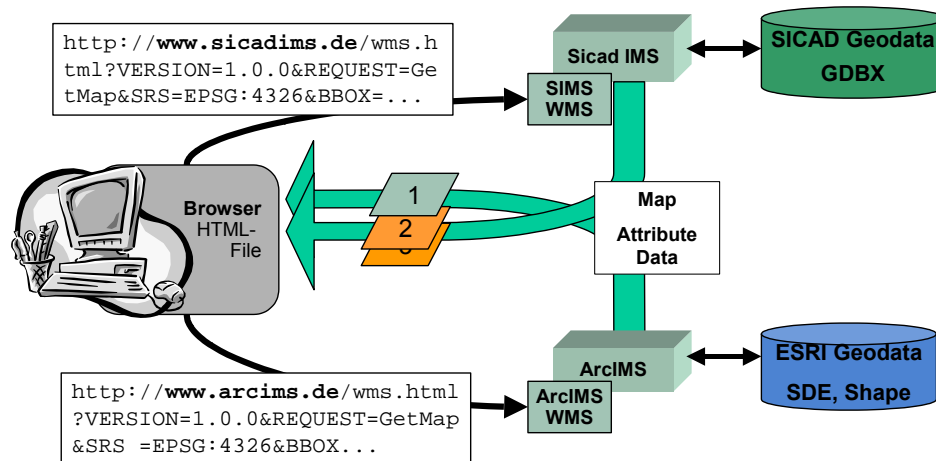 http://www.sicadims.de/wms.h
tml?VERSION=1.0.0&REQUEST=Ge
tMap&SRS=EPSG:4326&BBOX=...
Sicad IMS
SIMS
WMS
SICAD Geodata
GDBX
Browser
HTML-
File
1
2
Map
Attribute
Data
ArcIMS
ArcIMS
WMS
ESRI Geodata
SDE, Shape
http://www.arcims.de/wms.html
?VERSION=1.0.0&REQUEST=GetMap
&SRS =EPSG:4326&BBOX...